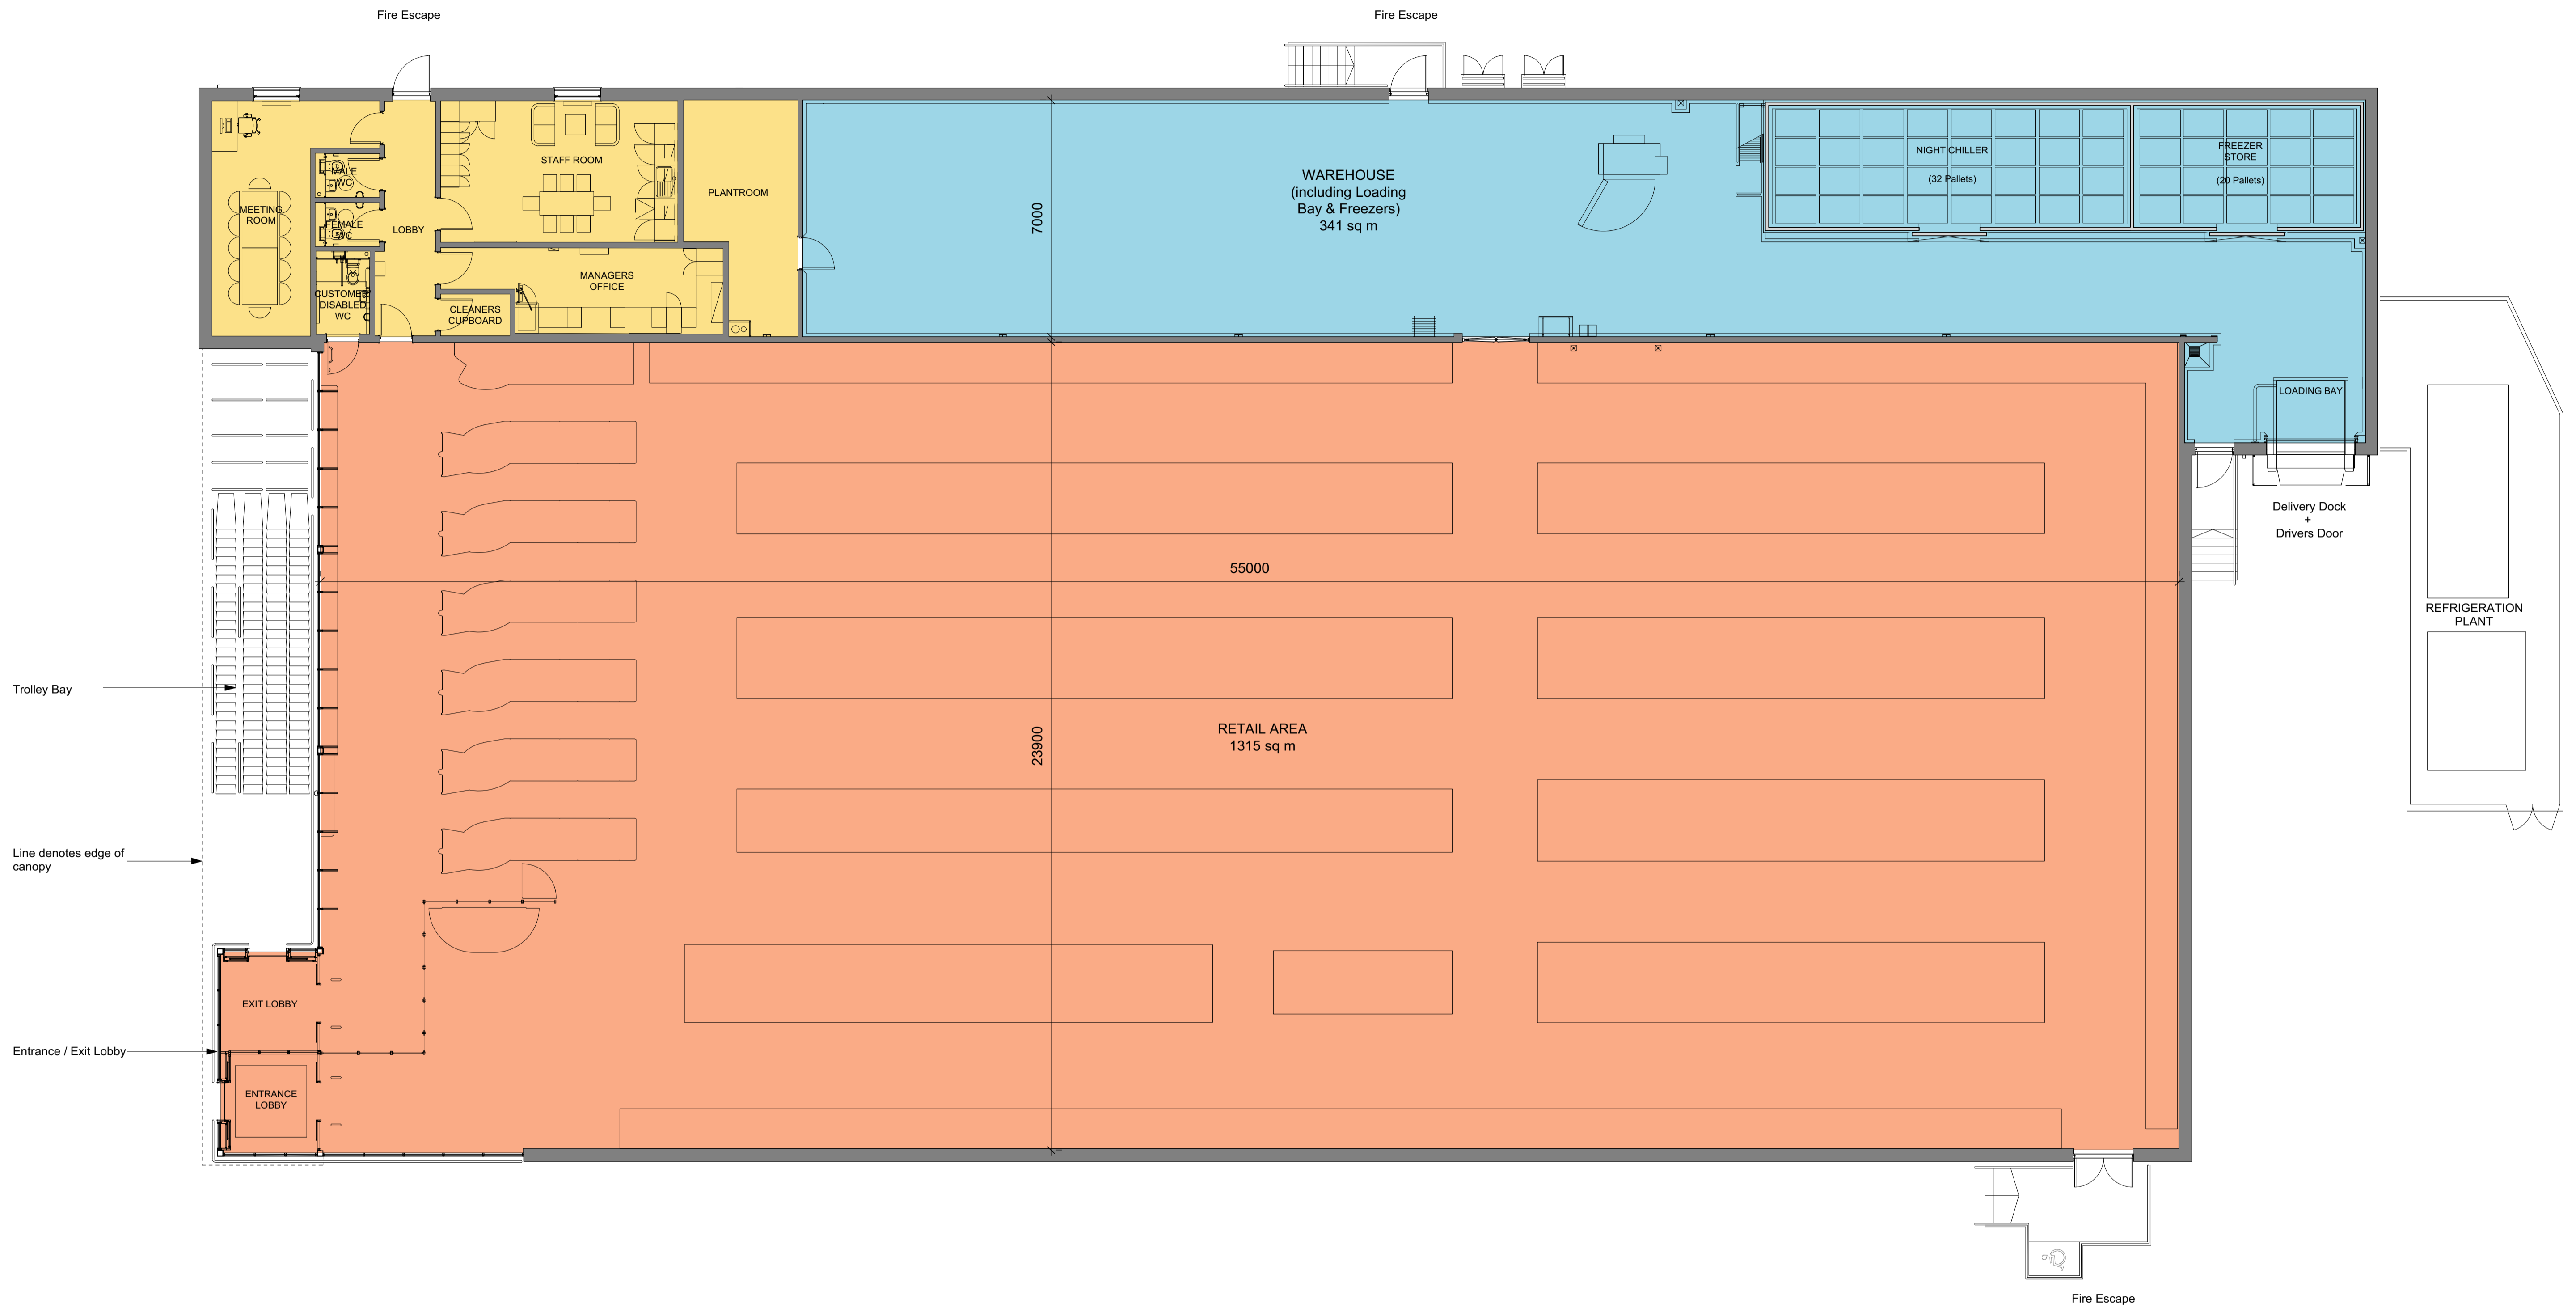 Fire Escape
Fire Escape
STAFF ROOM
MALE
WC
PLANTROOM
MEETING
ROOM
FEMALE
WC
LOBBY
MANAGERS
OFFICE
CUSTOMER
DISABLED
WC
CLEANERS
CUPBOARD
7000
WAREHOUSE
(including Loading
Bay & Freezers)
341 sq m
NIGHT CHILLER
(32 Pallets)
FREEZER
STORE
(20 Pallets)
LOADING BAY
Delivery Dock
+
Drivers Door
55000
REFRIGERATION
PLANT
Trolley Bay
RETAIL AREA
1315 sq m
23900
Line denotes edge of
canopy
EXIT LOBBY
Entrance / Exit Lobby
ENTRANCE
LOBBY
Fire Escape